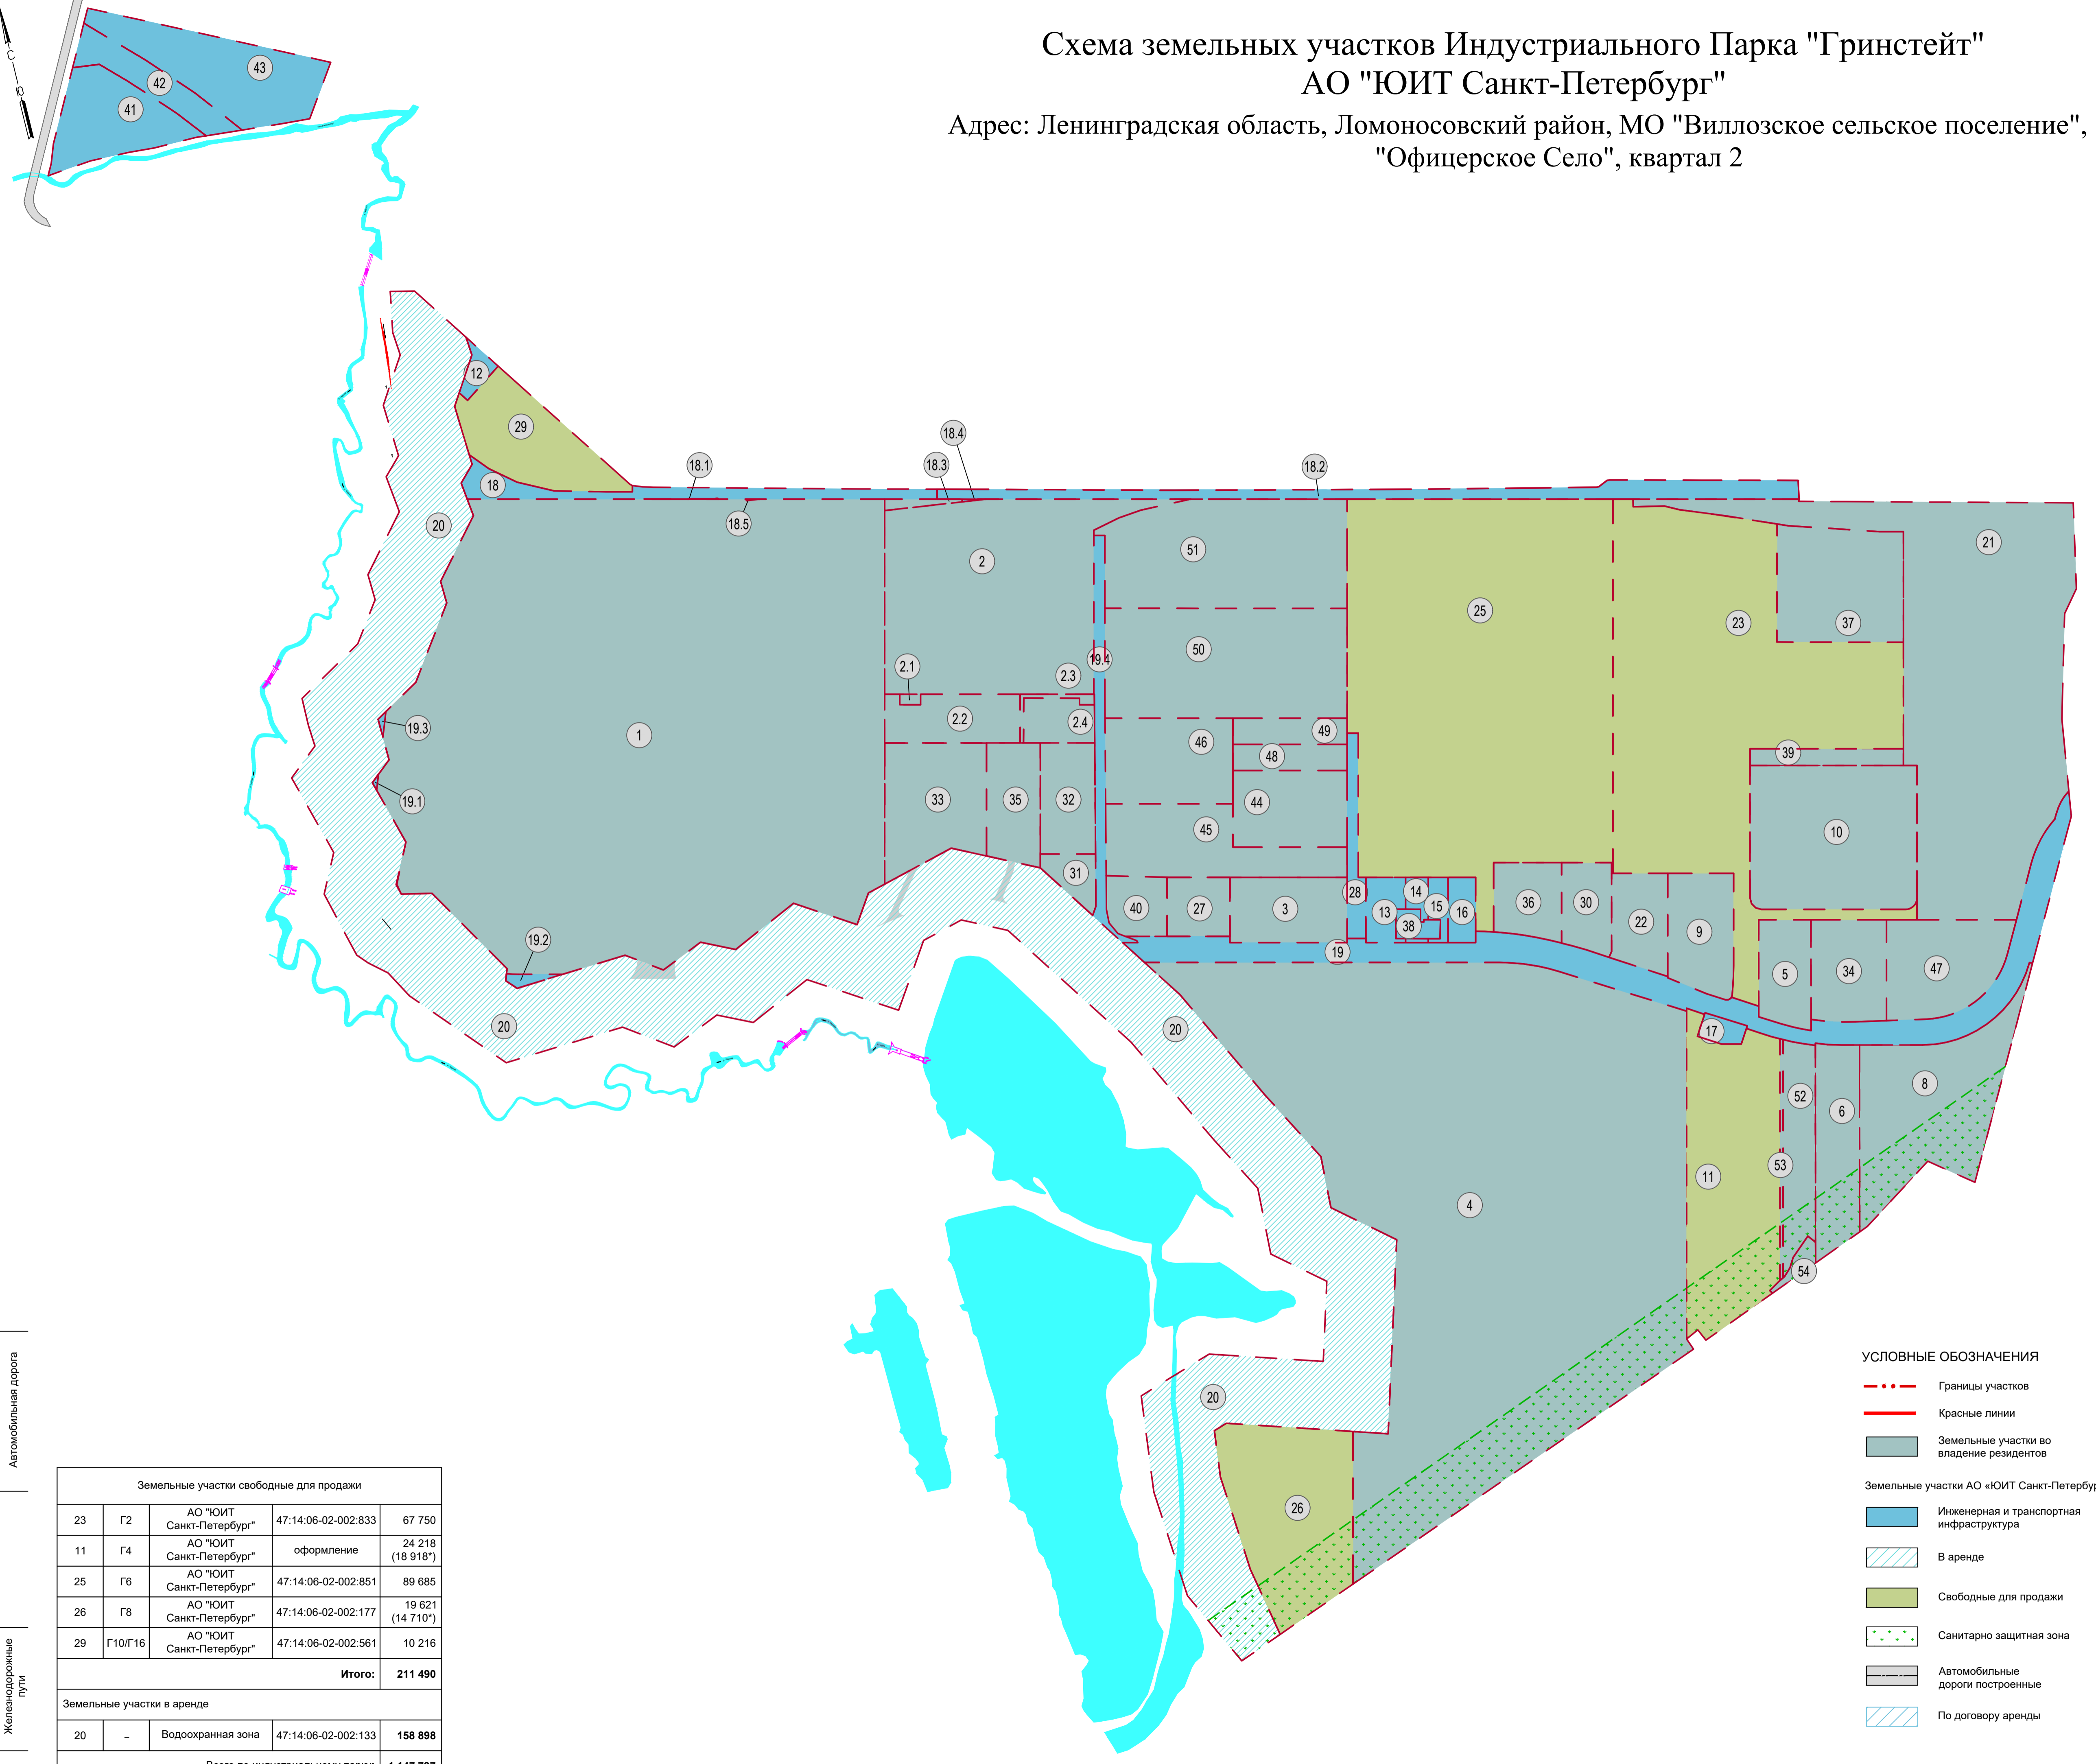 Схема земельных участков Индустриального Парка "Гринстейт"
АО "ЮИТ Санкт-Петербург"
Адрес: Ленинградская область, Ломоносовский район, МО "Виллозское сельское поселение",
"Офицерское Село", квартал 2
С
Ю
43
42
41
12
29
18
18.1
18.3
18.4
18.2
18.5
20
2
51
21
25
23
37
50
19.4
2.1
2.3
2.2
2.4
19.3
1
46
49
48
39
19.1
33
35
32
44
45
10
31
40
27
3
28
13
14
15
16
38
36
30
22
9
19.2
19
5
34
47
20
20
17
52
6
8
53
11
4
54
20
26
Автомобильная дорога
Железнодорожные
пути
Земельные участки свободные для продажи
23 Г2 АО "ЮИТ Санкт-Петербург" 47:14:06-02-002:833 67 750
11 Г4 АО "ЮИТ Санкт-Петербург" оформление 24 218 (18 918*)
25 Г6 АО "ЮИТ Санкт-Петербург" 47:14:06-02-002:851 89 685
26 Г8 АО "ЮИТ Санкт-Петербург" 47:14:06-02-002:177 19 621 (14 710*)
29 Г10/Г16 АО "ЮИТ Санкт-Петербург" 47:14:06-02-002:561 10 216
Итого: 211 490
Земельные участки в аренде
20 – Водоохранная зона 47:14:06-02-002:133 158 898
УСЛОВНЫЕ ОБОЗНАЧЕНИЯ
Границы участков
Красные линии
Земельные участки во
владение резидентов
Земельные участки АО «ЮИТ Санкт-Петербур
Инженерная и транспортная
инфраструктура
В аренде
Свободные для продажи
Санитарно защитная зона
Автомобильные
дороги построенные
По договору аренды